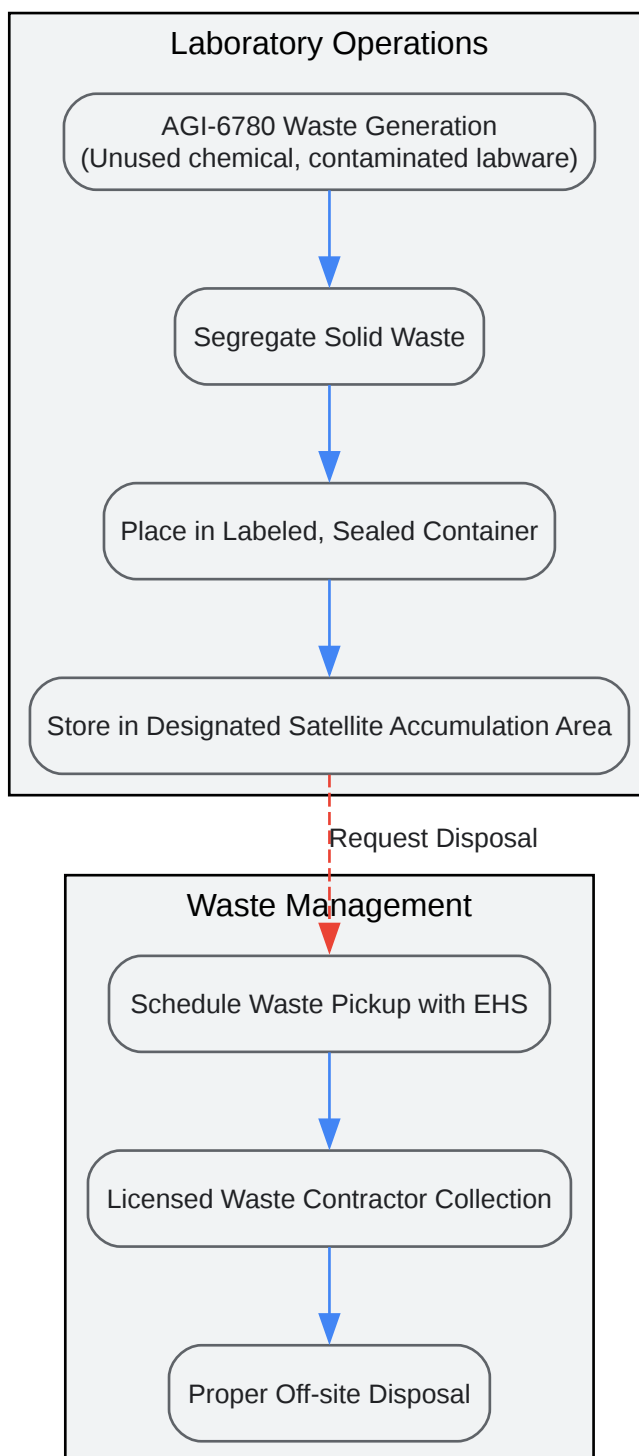 Laboratory Operations
AGI-6780 Waste Generation
(Unused chemical, contaminated labware)
Segregate Solid Waste
Place in Labeled, Sealed Container
Store in Designated Satellite Accumulation Area
Request Disposal
Waste Management
Schedule Waste Pickup with EHS
Licensed Waste Contractor Collection
Proper Off-site Disposal